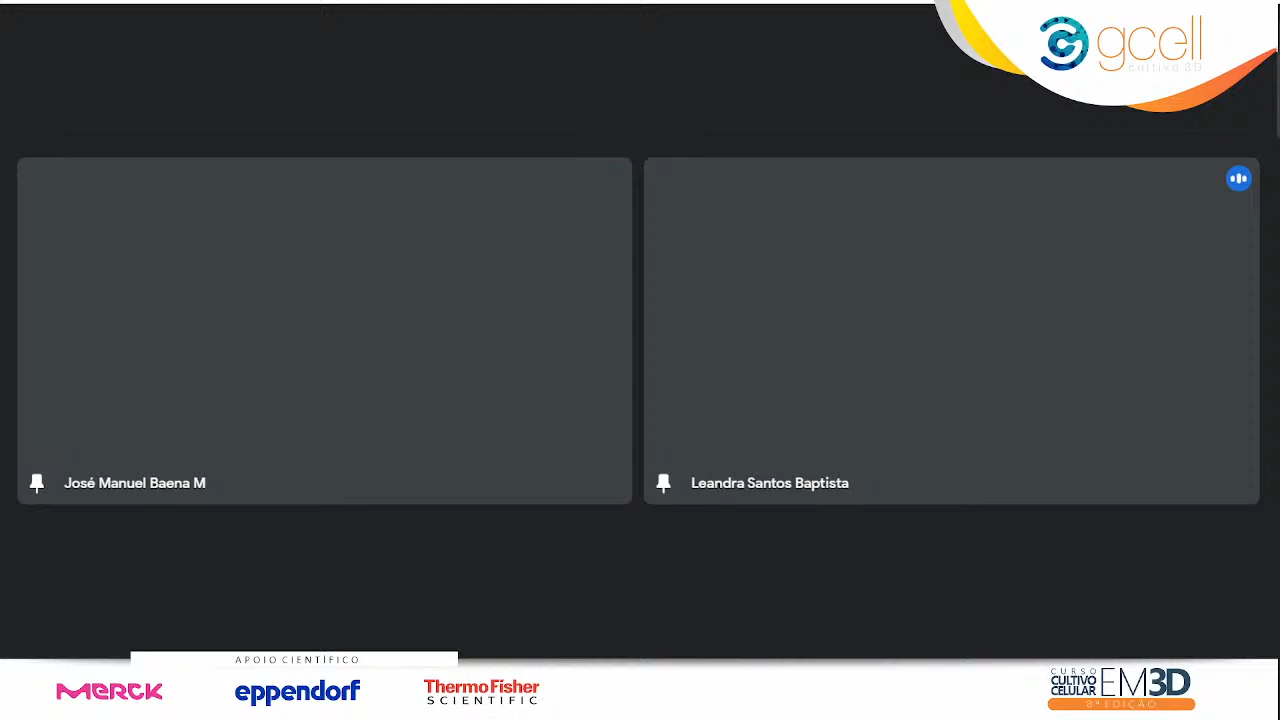 gcell
cultivo 3D
José Manuel Baena M
Leandra Santos Baptista
APOIO CIENTÍFICO
MERCK
eppendorf
ThermoFisher
SCIENTIFIC
CURSO
CULTIVO
CELULAR
EM3D
8ª EDIÇÃO